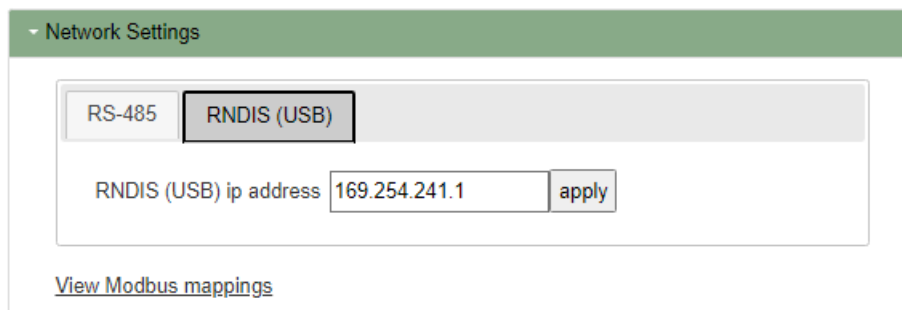 Network Settings
RS-485 RNDIS (USB)
RNDIS (USB) ip address 169.254.241.1 apply
View Modbus mappings